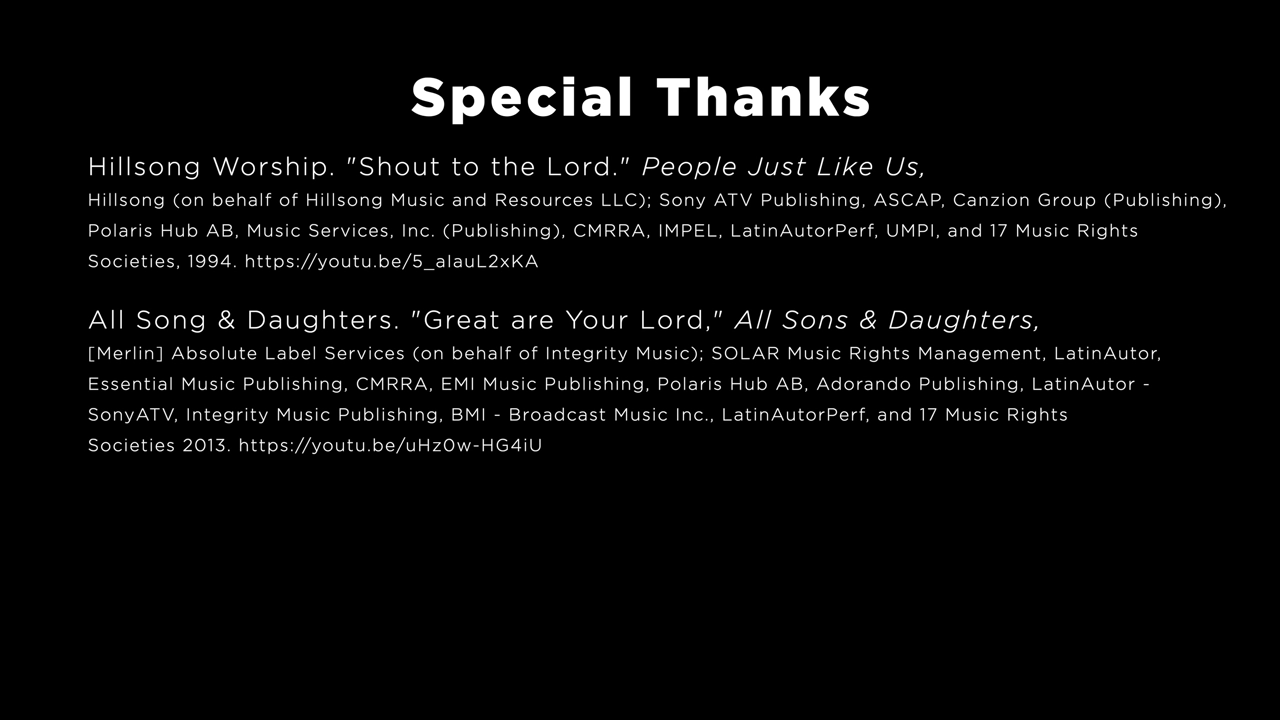 Special Thanks
Hillsong Worship. "Shout to the Lord." People Just Like Us,
Hillsong (on behalf of Hillsong Music and Resources LLC); Sony ATV Publishing, ASCAP, Canzion Group (Publishing),
Polaris Hub AB, Music Services, Inc. (Publishing), CMRRA, IMPEL, LatinAutorPerf, UMPI, and 17 Music Rights
Societies, 1994. https://youtu.be/5_aIauL2xKA
All Song & Daughters. "Great are Your Lord," All Sons & Daughters,
[Merlin] Absolute Label Services (on behalf of Integrity Music); SOLAR Music Rights Management, LatinAutor,
Essential Music Publishing, CMRRA, EMI Music Publishing, Polaris Hub AB, Adorando Publishing, LatinAutor -
SonyATV, Integrity Music Publishing, BMI - Broadcast Music Inc., LatinAutorPerf, and 17 Music Rights
Societies 2013. https://youtu.be/uHz0w-HG4iU